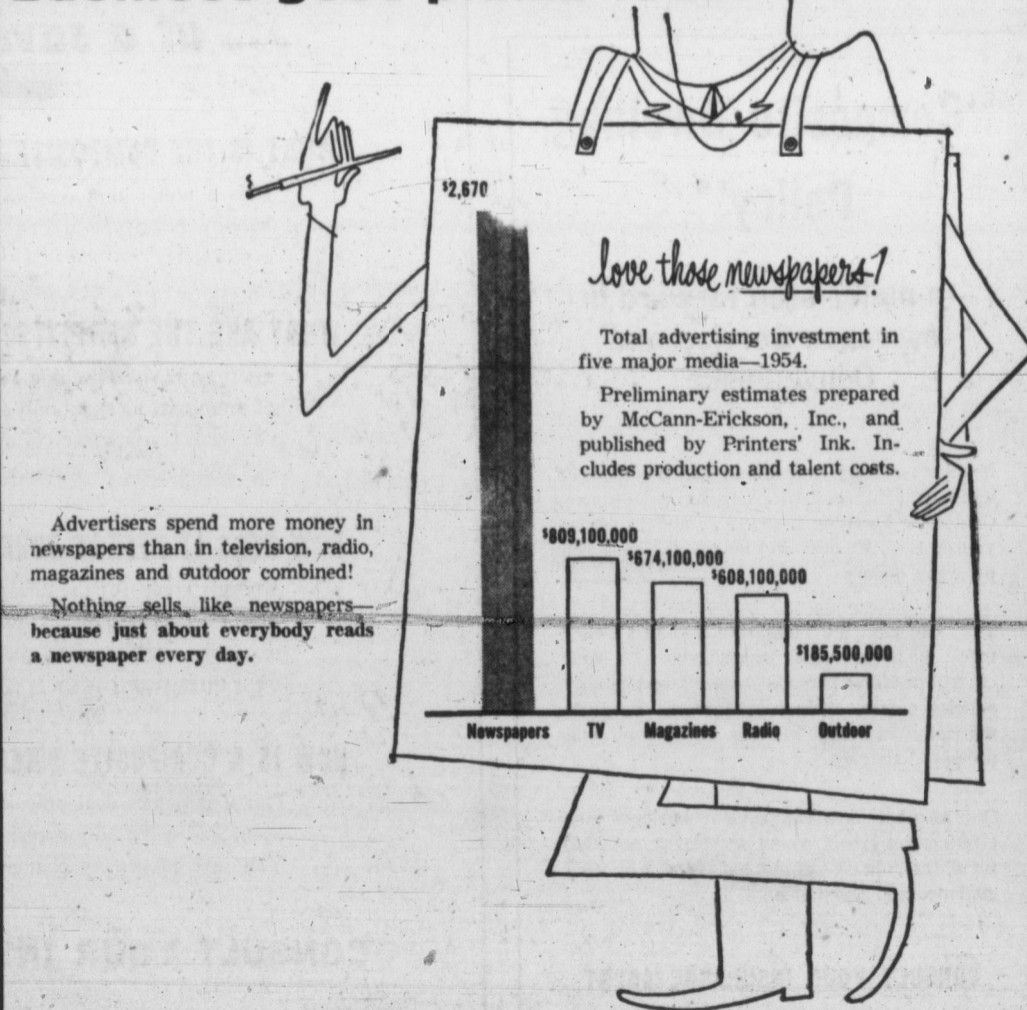 $2,670
love those newspapers!
Total advertising investment in
five major media—1954.
Preliminary estimates prepared
by McCann-Erickson, Inc., and
published by Printers' Ink. In-
cludes production and talent costs.
Advertisers spend more money in
newspapers than in television, radio,
magazines and outdoor combined!
Nothing sells like newspapers—
because just about everybody reads
a newspaper every day.
$809,100,000
$674,100,000
$608,100,000
$185,500,000
Newspapers TV Magazines Radio Outdoor